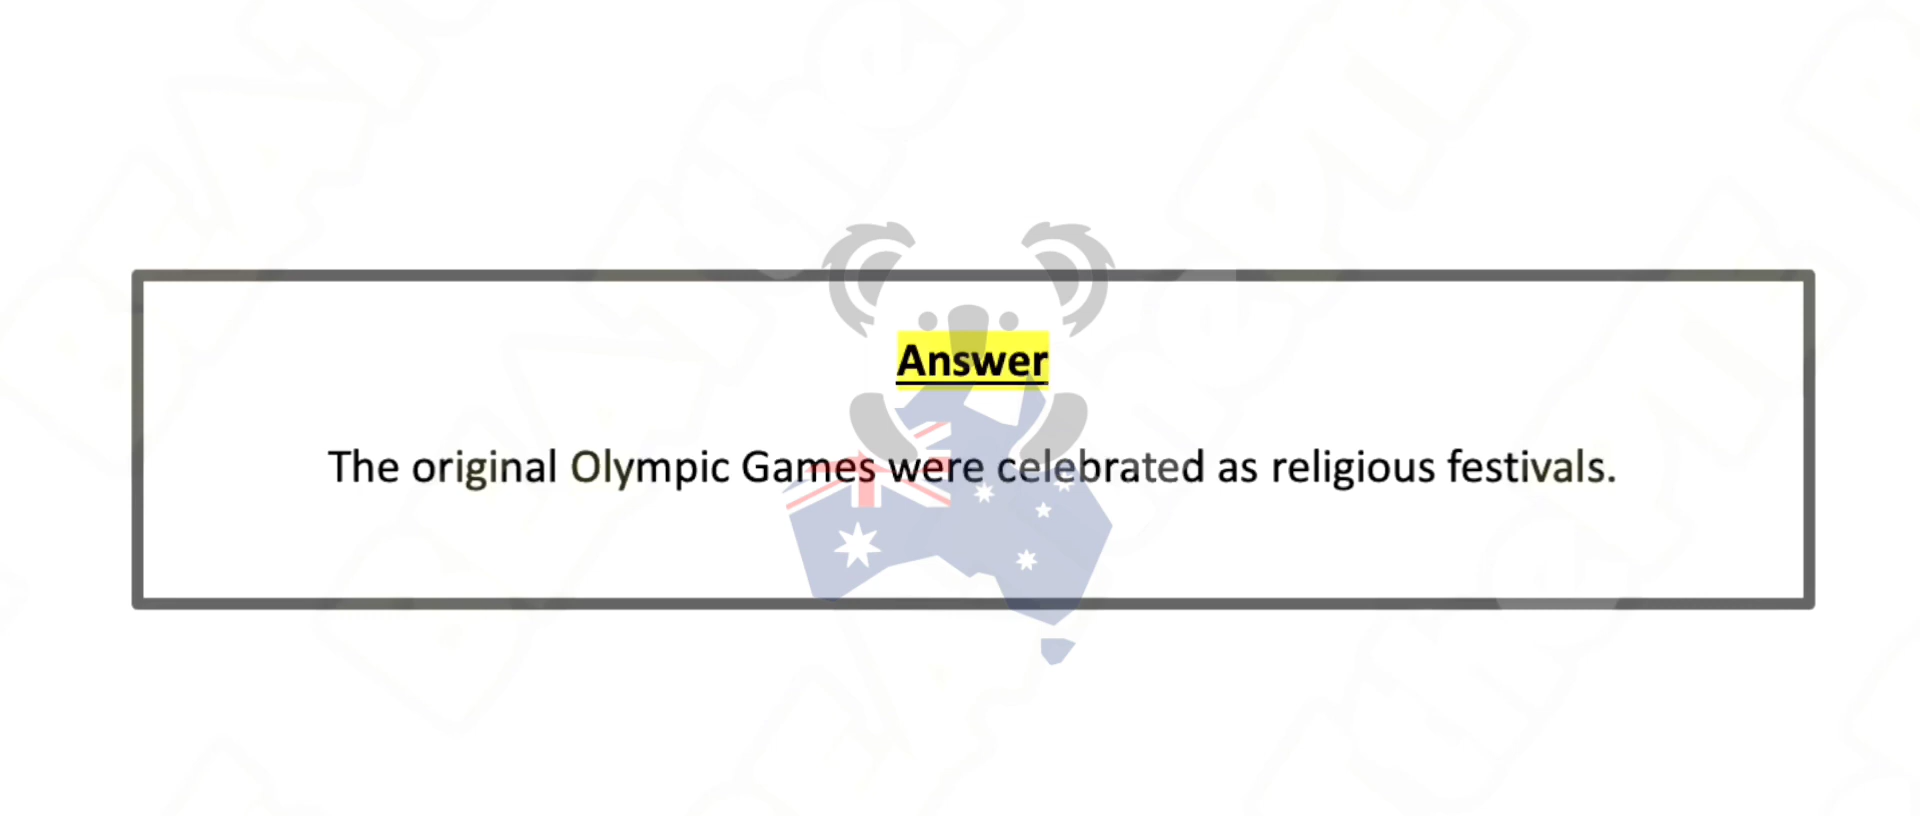 Answer
The original Olympic Games were celebrated as religious festivals.